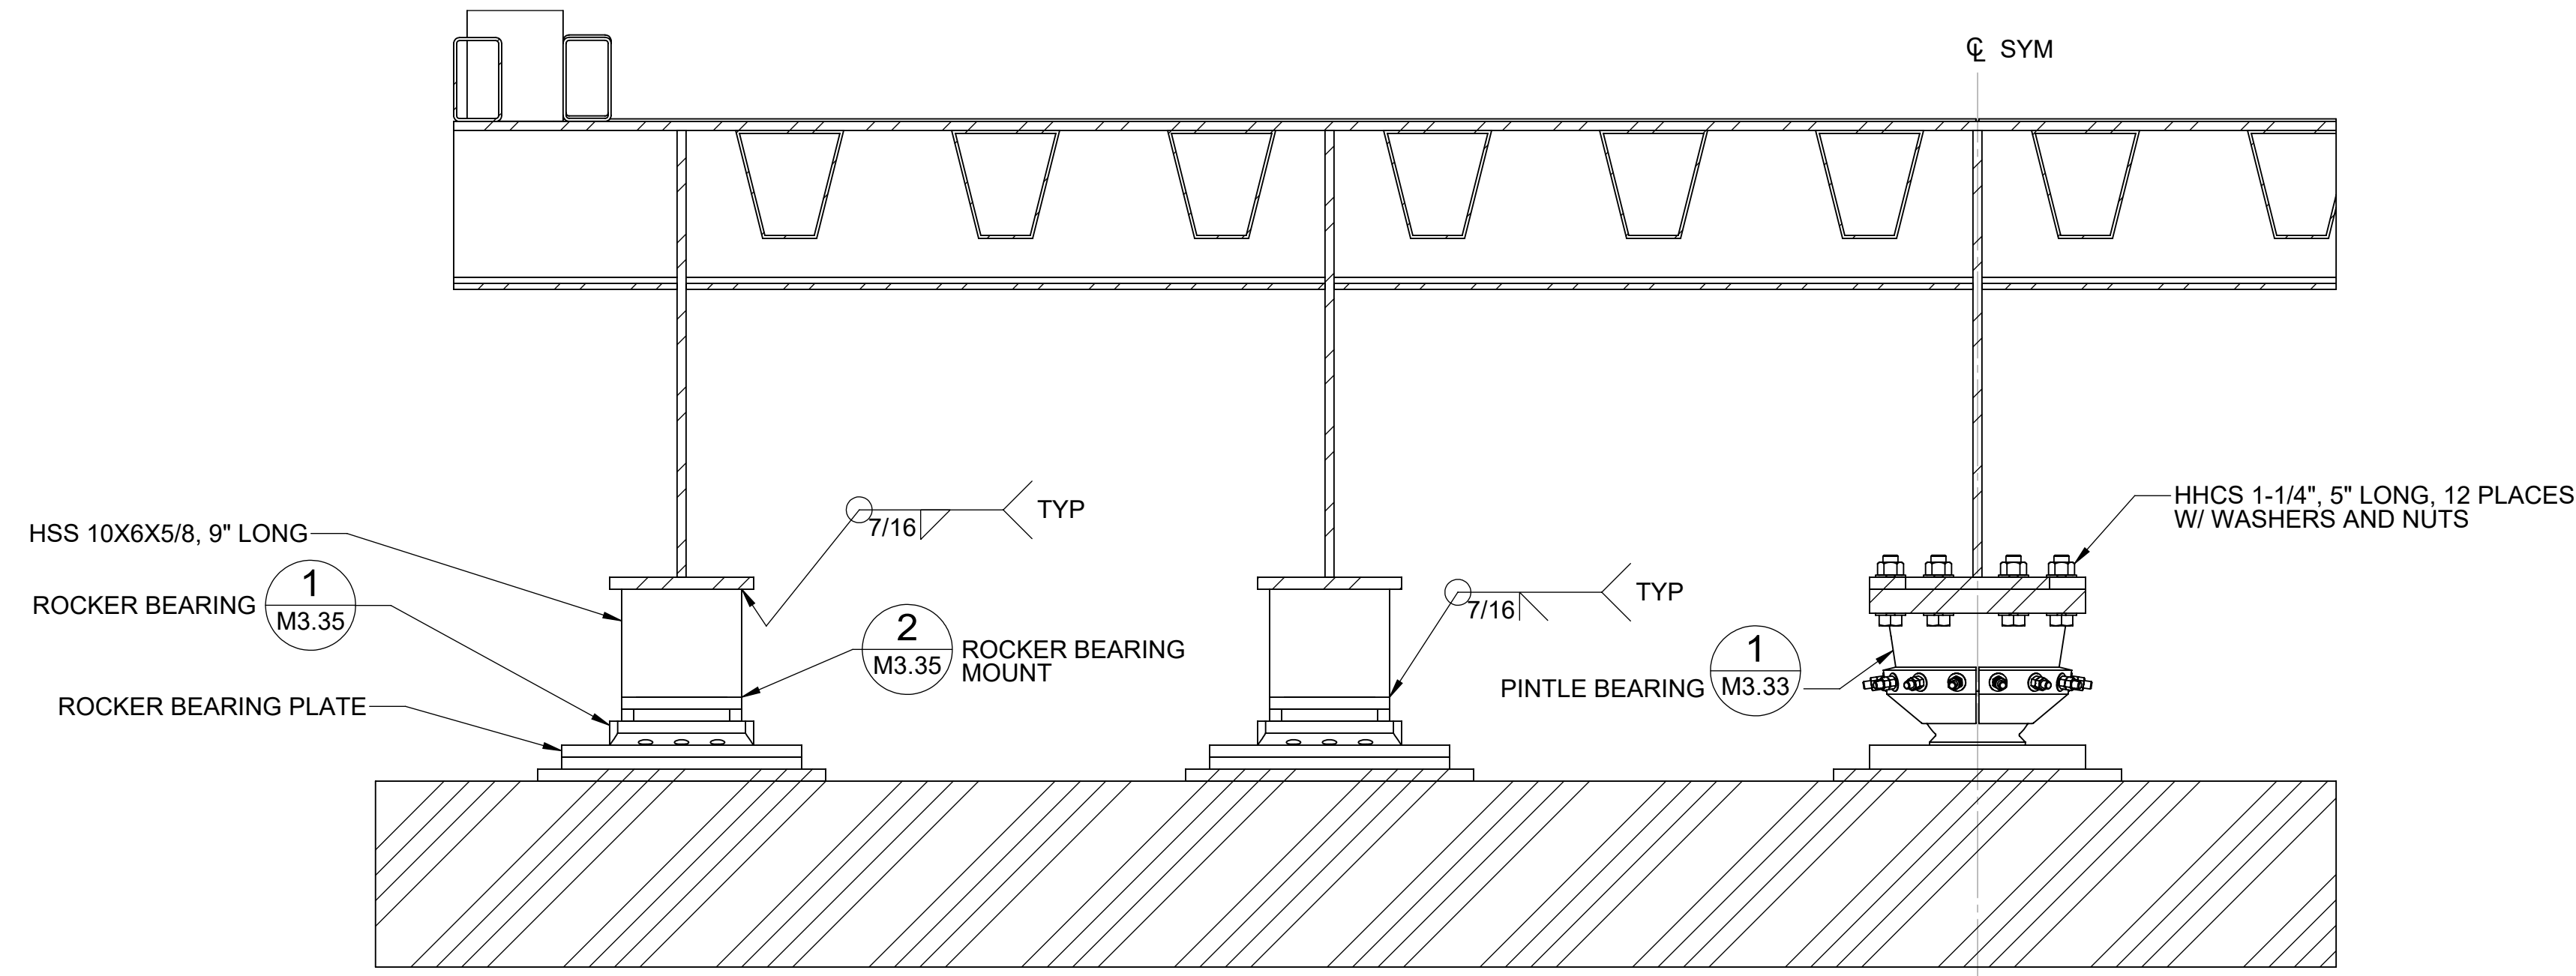 ℄ SYM
HHCS 1-1/4", 5" LONG, 12 PLACES
W/ WASHERS AND NUTS
7/16
TYP
HSS 10X6X5/8, 9" LONG
1
M3.35
ROCKER BEARING
7/16
TYP
2
M3.35
ROCKER BEARING
MOUNT
1
M3.33
PINTLE BEARING
ROCKER BEARING PLATE